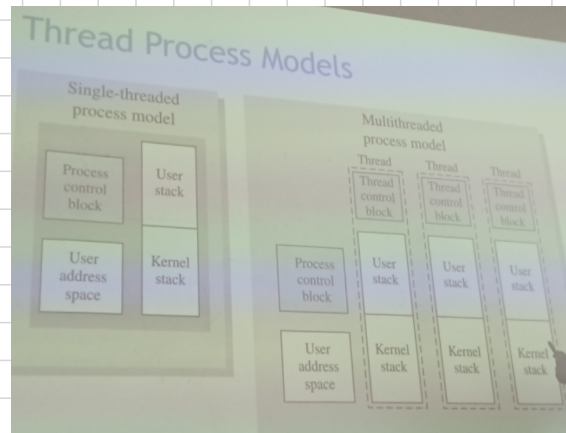 Thread Process Models
Single-threaded
process model
Process
control
block
User
stack
User
address
space
Kernel
stack
Multithreaded
process model
Thread
Thread
Thread
Thread
control
block
Thread
control
block
Thread
control
block
Process
control
block
User
stack
User
stack
User
stack
User
address
space
Kernel
stack
Kernel
stack
Kernel
stack